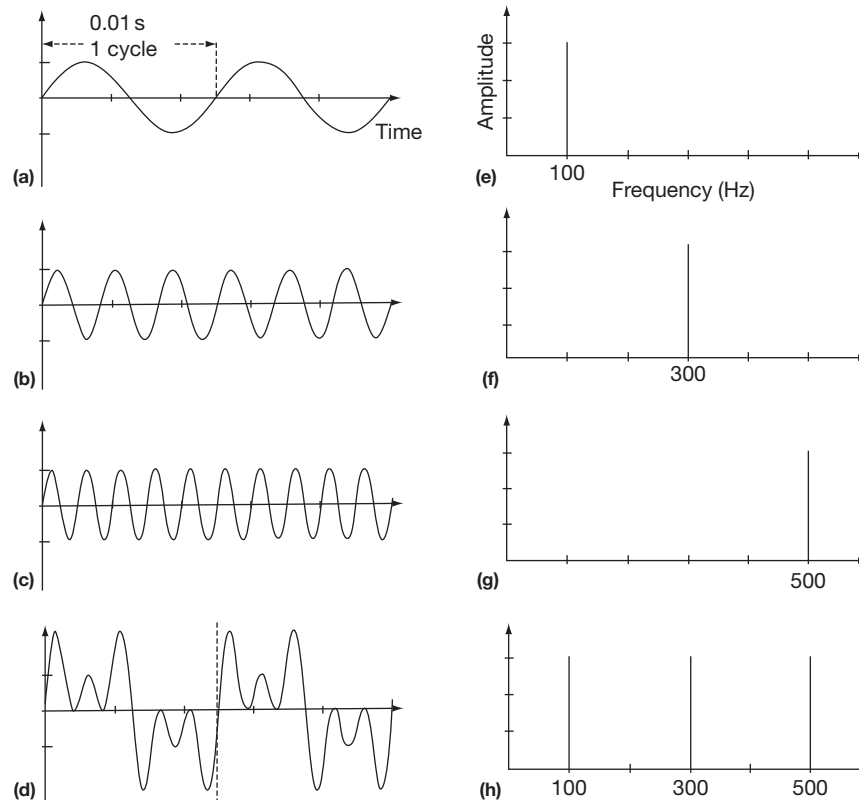 0.01 s
1 cycle
Time
(a)
Amplitude
100
(e)
Frequency (Hz)
(b)
300
(f)
(c)
500
(g)
(d)
100 300 500
(h)